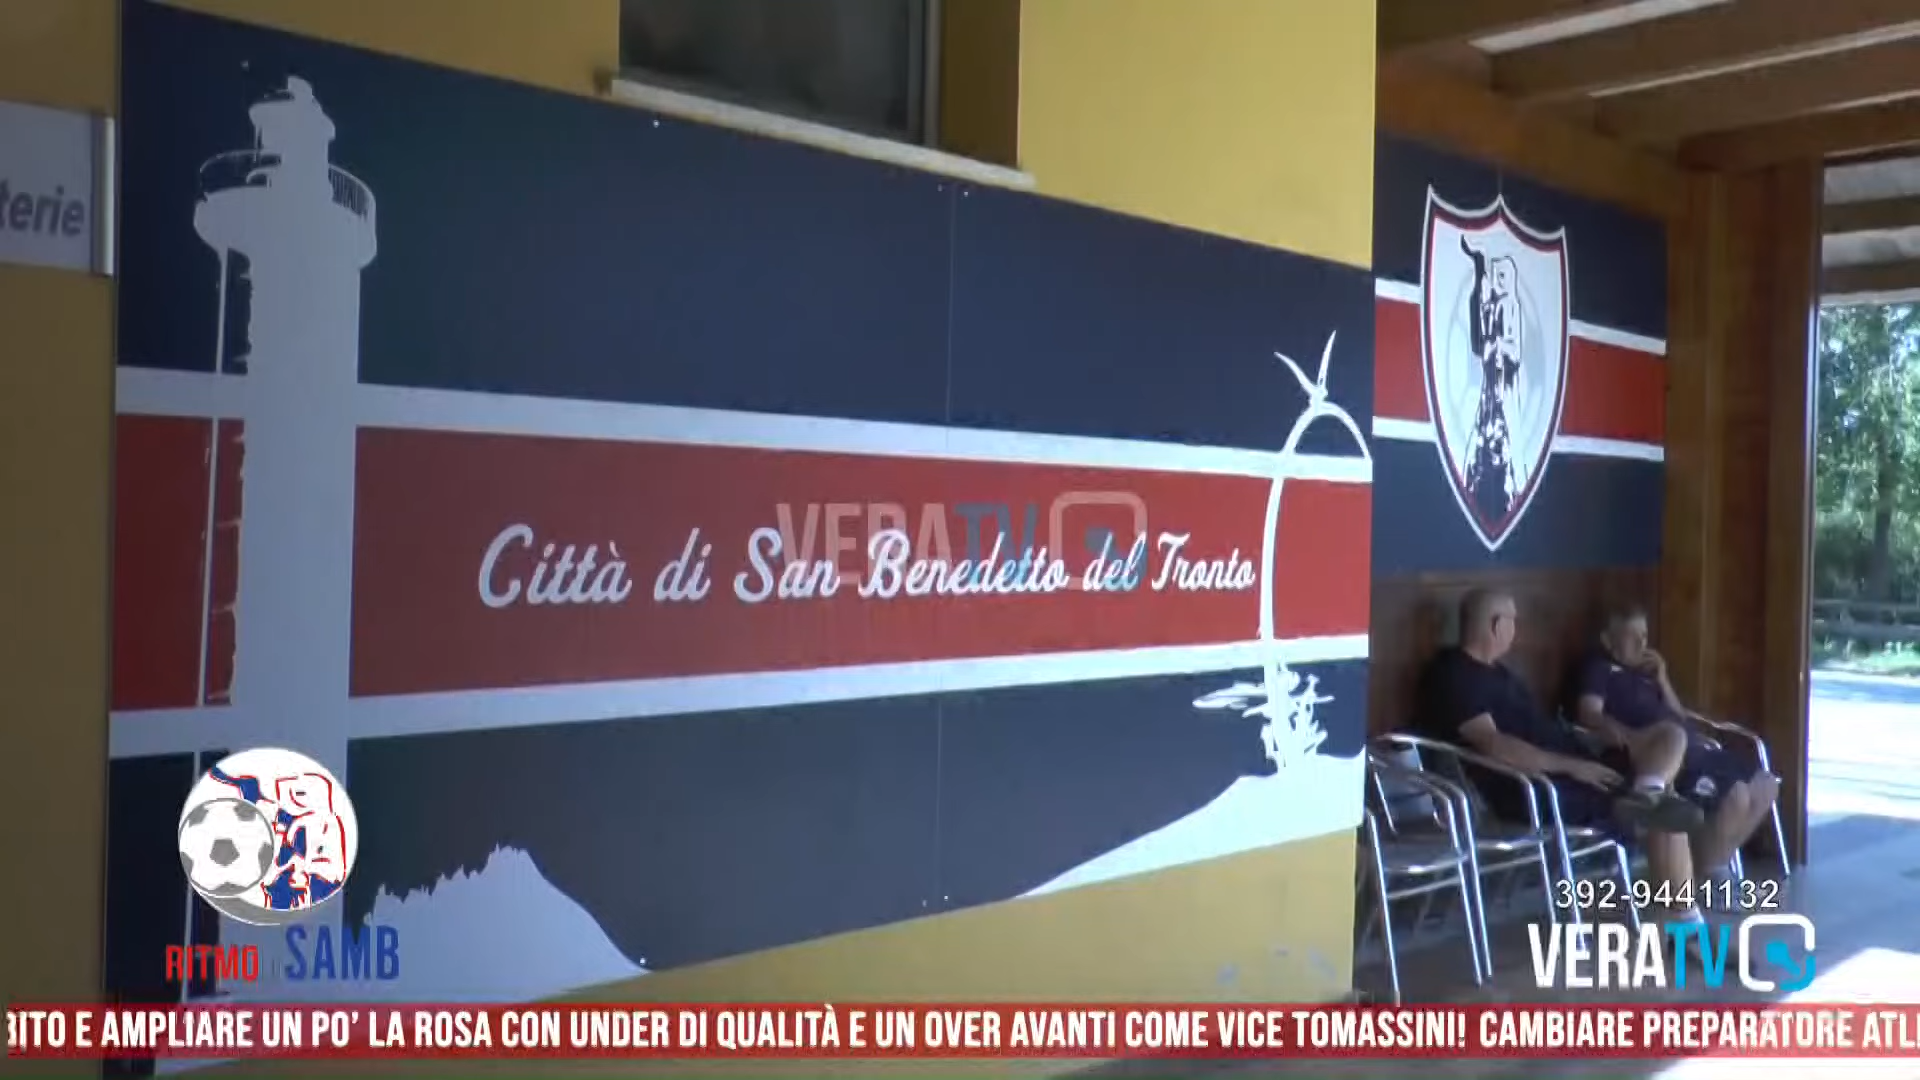 terie
Città di San Benedetto del Tronto
VERATV
RITMO SAMB
392-9441132
VERATV
BITO E AMPLIARE UN PO' LA ROSA CON UNDER DI QUALITÀ E UN OVER AVANTI COME VICE TOMASSINI! CAMBIARE PREPARATORE ATL